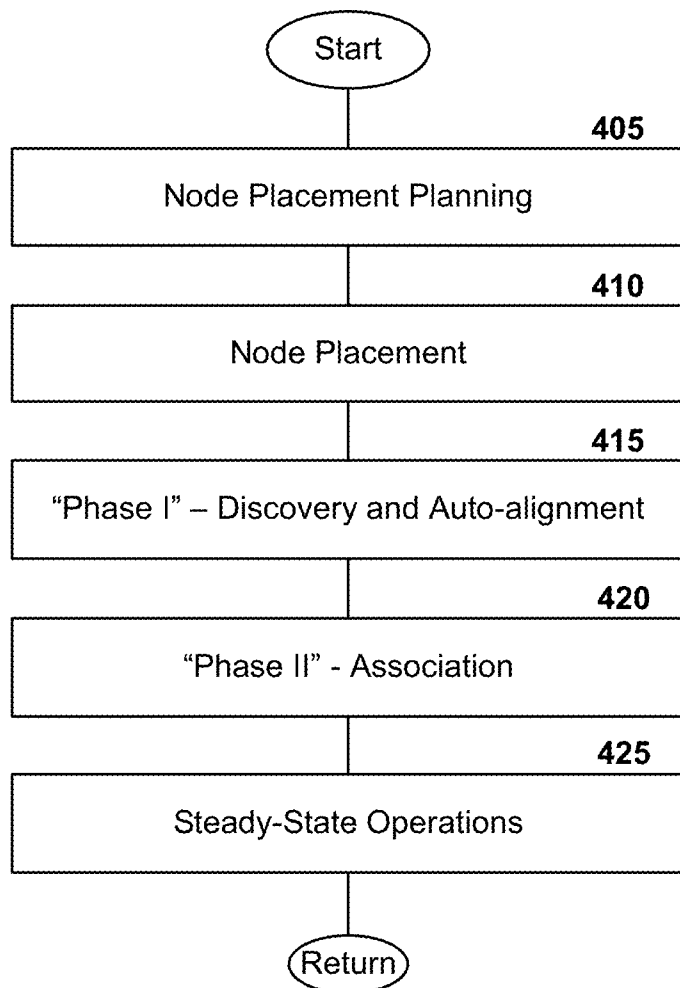 Start
405
Node Placement Planning
410
Node Placement
415
“Phase I” – Discovery and Auto-alignment
420
“Phase II” - Association
425
Steady-State Operations
Return